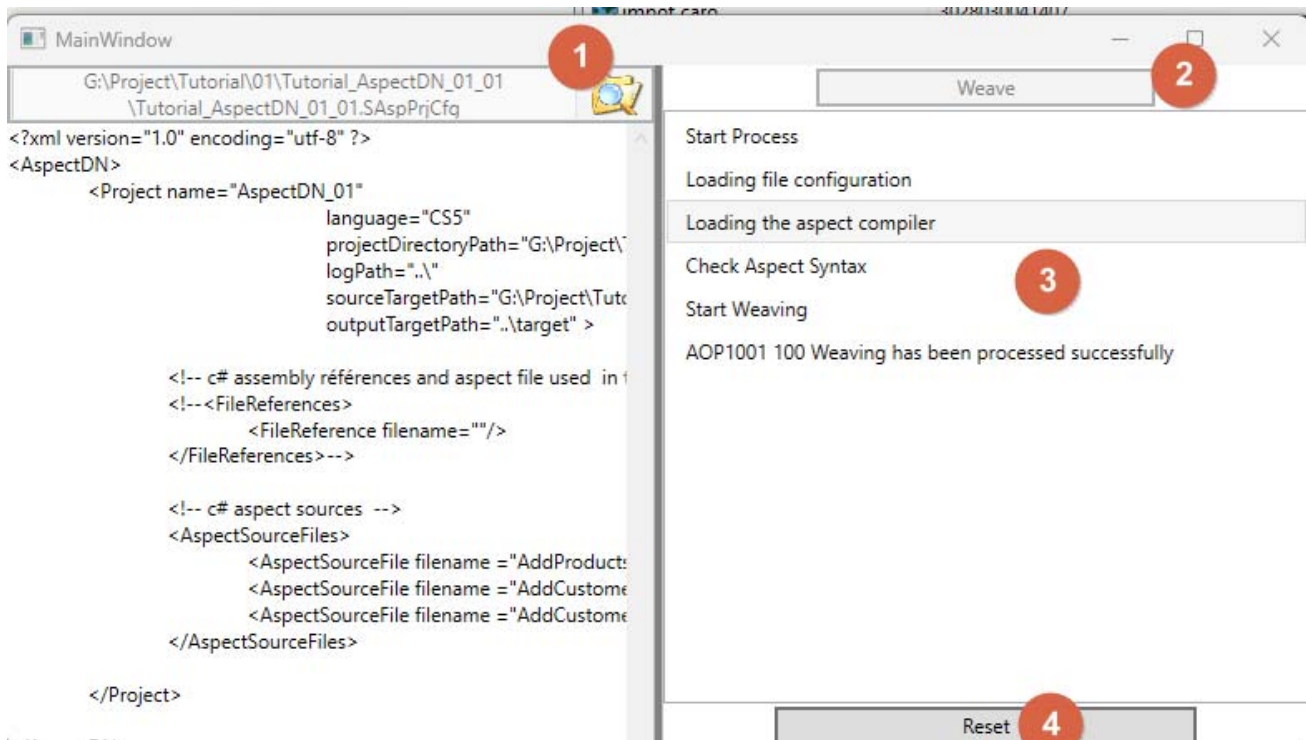 impot caro 3028030041407
MainWindow
1
2
G:\Project\Tutorial\01\Tutorial_AspectDN_01_01
\Tutorial_AspectDN_01_01.SAspPrjCfg
Weave
<?xml version="1.0" encoding="utf-8" ?>
<AspectDN>
<Project name="AspectDN_01"
language="CS5"
projectDirectoryPath="G:\Project\
logPath="..\"
sourceTargetPath="G:\Project\Tuto
outputTargetPath="..\target" >
<!-- c# assembly références and aspect file used in
<!--<FileReferences>
<FileReference filename=""/>
</FileReferences>-->
<!-- c# aspect sources -->
<AspectSourceFiles>
<AspectSourceFile filename ="AddProducts
<AspectSourceFile filename ="AddCustome
<AspectSourceFile filename ="AddCustome
</AspectSourceFiles>
</Project>
Start Process
Loading file configuration
Loading the aspect compiler
Check Aspect Syntax
3
Start Weaving
AOP1001 100 Weaving has been processed successfully
Reset
4